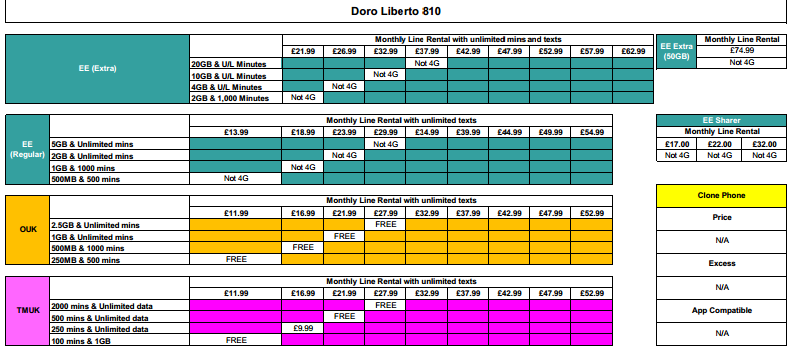 Doro Liberto 810
EE (Extra)
Monthly Line Rental with unlimited mins and texts
£21.99 £26.99 £32.99 £37.99 £42.99 £47.99 £52.99 £57.99 £62.99
20GB & U/L Minutes Not 4G
10GB & U/L Minutes Not 4G
4GB & U/L Minutes Not 4G
2GB & 1,000 Minutes Not 4G
EE Extra (50GB)
Monthly Line Rental
£74.99
Not 4G
EE (Regular)
Monthly Line Rental with unlimited texts
£13.99 £18.99 £23.99 £29.99 £34.99 £39.99 £44.99 £49.99 £54.99
5GB & Unlimited mins Not 4G
2GB & Unlimited mins Not 4G
1GB & 1000 mins Not 4G
500MB & 500 mins Not 4G
EE Sharer
Monthly Line Rental
£17.00 £22.00 £32.00
Not 4G Not 4G Not 4G
OUK
Monthly Line Rental with unlimited texts
£11.99 £16.99 £21.99 £27.99 £32.99 £37.99 £42.99 £47.99 £52.99
2.5GB & Unlimited mins FREE
1GB & Unlimited mins FREE
500MB & 1000 mins FREE
250MB & 500 mins FREE
TMUK
Monthly Line Rental with unlimited texts
£11.99 £16.99 £21.99 £27.99 £32.99 £37.99 £42.99 £47.99 £52.99
2000 mins & Unlimited data FREE
500 mins & Unlimited data FREE
250 mins & Unlimited data £9.99
100 mins & 1GB FREE
Clone Phone
Price
N/A
Excess
N/A
App Compatible
N/A